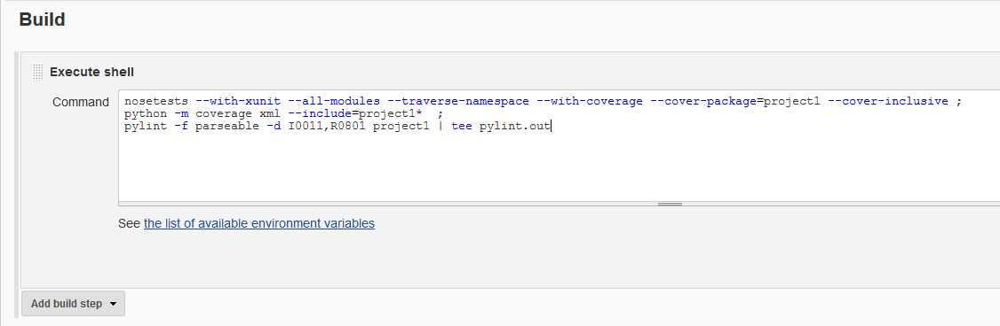 Build
Execute shell
Command
nosetests --with-xunit --all-modules --traverse-namespace --with-coverage --cover-package=project1 --cover-inclusive ;
python -m coverage xml --include=project1*  ;
pylint -f parseable -d I0011,R0801 project1 | tee pylint.out
See the list of available environment variables
Add build step